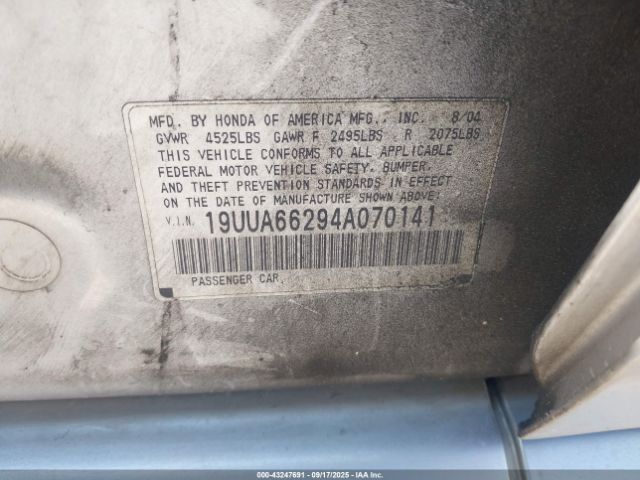 MFD. BY HONDA OF AMERICA MFG., INC. 8/04
GVWR 4525LBS GAWR F 2495LBS R 2075LBS
THIS VEHICLE CONFORMS TO ALL APPLICABLE
FEDERAL MOTOR VEHICLE SAFETY, BUMPER,
AND THEFT PREVENTION STANDARDS IN EFFECT
ON THE DATE OF MANUFACTURE SHOWN ABOVE.
V.I.N. 19UUA66294A070141
PASSENGER CAR
000-43247691 - 09/17/2025 - IAAI.COM